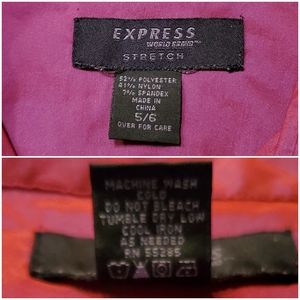 EXPRESS
WORLD BRAND™
STRETCH
52% POLYESTER
41% NYLON
7% SPANDEX
MADE IN
CHINA
5/6
OVER FOR CARE
MACHINE WASH
COLD
DO NOT BLEACH
TUMBLE DRY LOW
COOL IRON
AS NEEDED
RN 55285